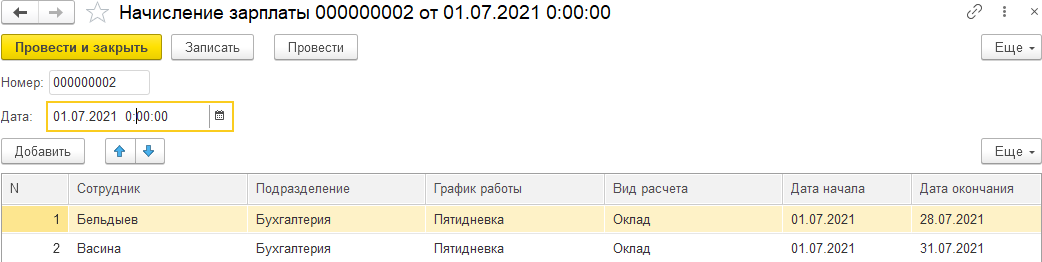 Начисление зарплаты 000000002 от 01.07.2021 0:00:00
Провести и закрыть Записать Провести Еще
Номер: 000000002
Дата: 01.07.2021 0:00:00
Добавить Еще
N Сотрудник Подразделение График работы Вид расчета Дата начала Дата окончания
1 Бельдыев Бухгалтерия Пятидневка Оклад 01.07.2021 28.07.2021
2 Васина Бухгалтерия Пятидневка Оклад 01.07.2021 31.07.2021